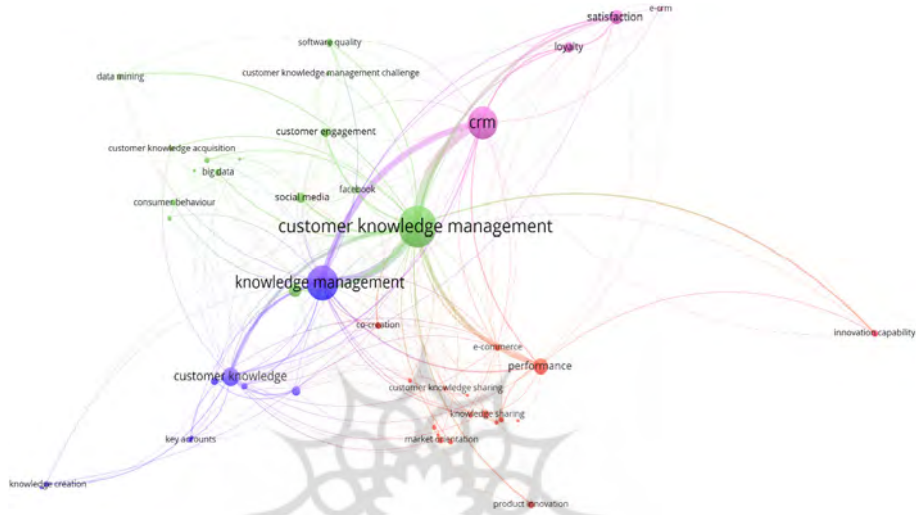 satisfaction
e-crm
loyalty
software quality
data mining
customer knowledge management challenge
crm
customer engagement
customer knowledge acquisition
big data
facebook
consumer behaviour
social media
customer knowledge management
knowledge management
co-creation
innovation capability
e-commerce
performance
customer knowledge
customer knowledge sharing
knowledge sharing
key accounts
market orientation
knowledge creation
product innovation